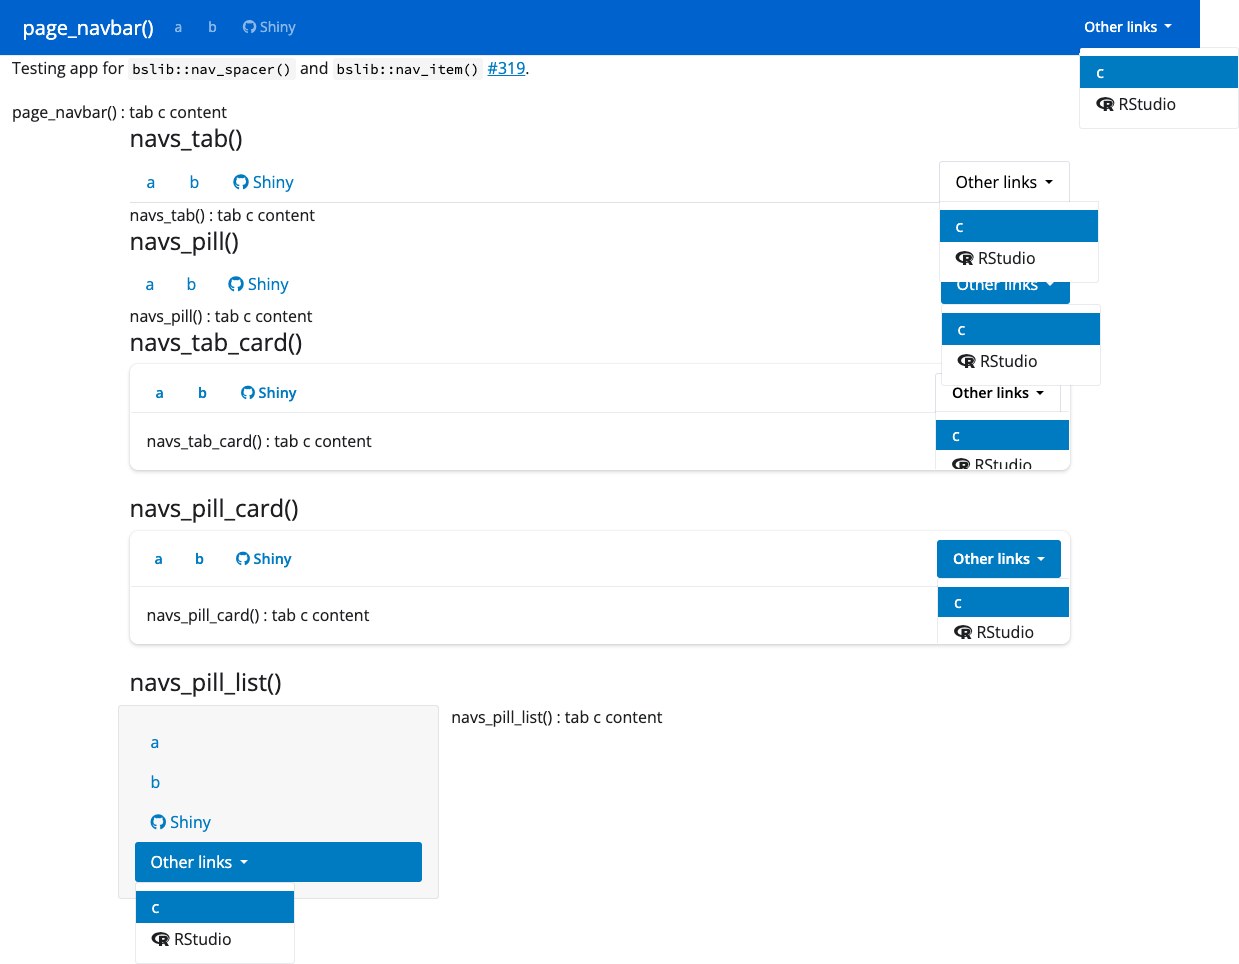 page_navbar() a b Shiny Other links
Testing app for bslib::nav_spacer() and bslib::nav_item() #319.
c
RStudio
page_navbar() : tab c content
navs_tab()
a b Shiny Other links
navs_tab() : tab c content
c
navs_pill()
RStudio
a b Shiny Other links
navs_pill() : tab c content
c
navs_tab_card()
RStudio
a b Shiny Other links
navs_tab_card() : tab c content
c
RStudio
navs_pill_card()
a b Shiny Other links
c
navs_pill_card() : tab c content
RStudio
navs_pill_list()
navs_pill_list() : tab c content
a
b
Shiny
Other links
c
RStudio